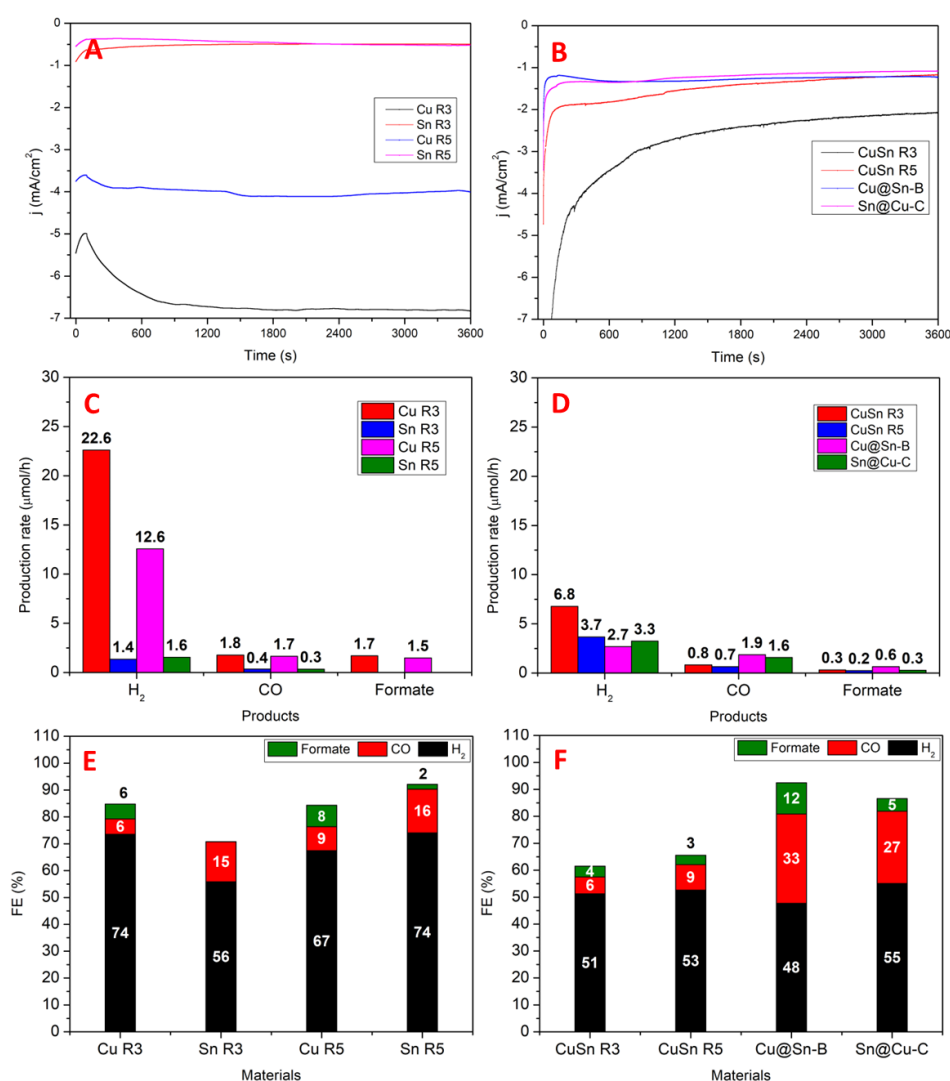 A
0
-1
-2
-3
-4
-5
-6
-7
j (mA/cm²)
Cu R3
Sn R3
Cu R5
Sn R5
0 600 1200 1800 2400 3000 3600
Time (s)
B
0
-1
-2
-3
-4
-5
-6
-7
j (mA/cm²)
CuSn R3
CuSn R5
Cu@Sn-B
Sn@Cu-C
0 600 1200 1800 2400 3000 3600
Time (s)
C
30
25
20
15
10
5
0
Production rate (μmol/h)
Cu R3
Sn R3
Cu R5
Sn R5
22.6 1.4 12.6 1.6 1.8 0.4 1.7 0.3 1.7 1.5
H₂ CO Formate
Products
D
30
25
20
15
10
5
0
Production rate (μmol/h)
CuSn R3
CuSn R5
Cu@Sn-B
Sn@Cu-C
6.8 3.7 2.7 3.3 0.8 0.7 1.9 1.6 0.3 0.2 0.6 0.3
H₂ CO Formate
Products
E
Formate CO H₂
110
100
90
80
70
60
50
40
30
20
10
0
FE (%)
6 8 2
6 15 9 16
74 56 67 74
Cu R3 Sn R3 Cu R5 Sn R5
Materials
F
Formate CO H₂
110
100
90
80
70
60
50
40
30
20
10
0
FE (%)
4 3 12 5
6 9 33 27
51 53 48 55
CuSn R3 CuSn R5 Cu@Sn-B Sn@Cu-C
Materials